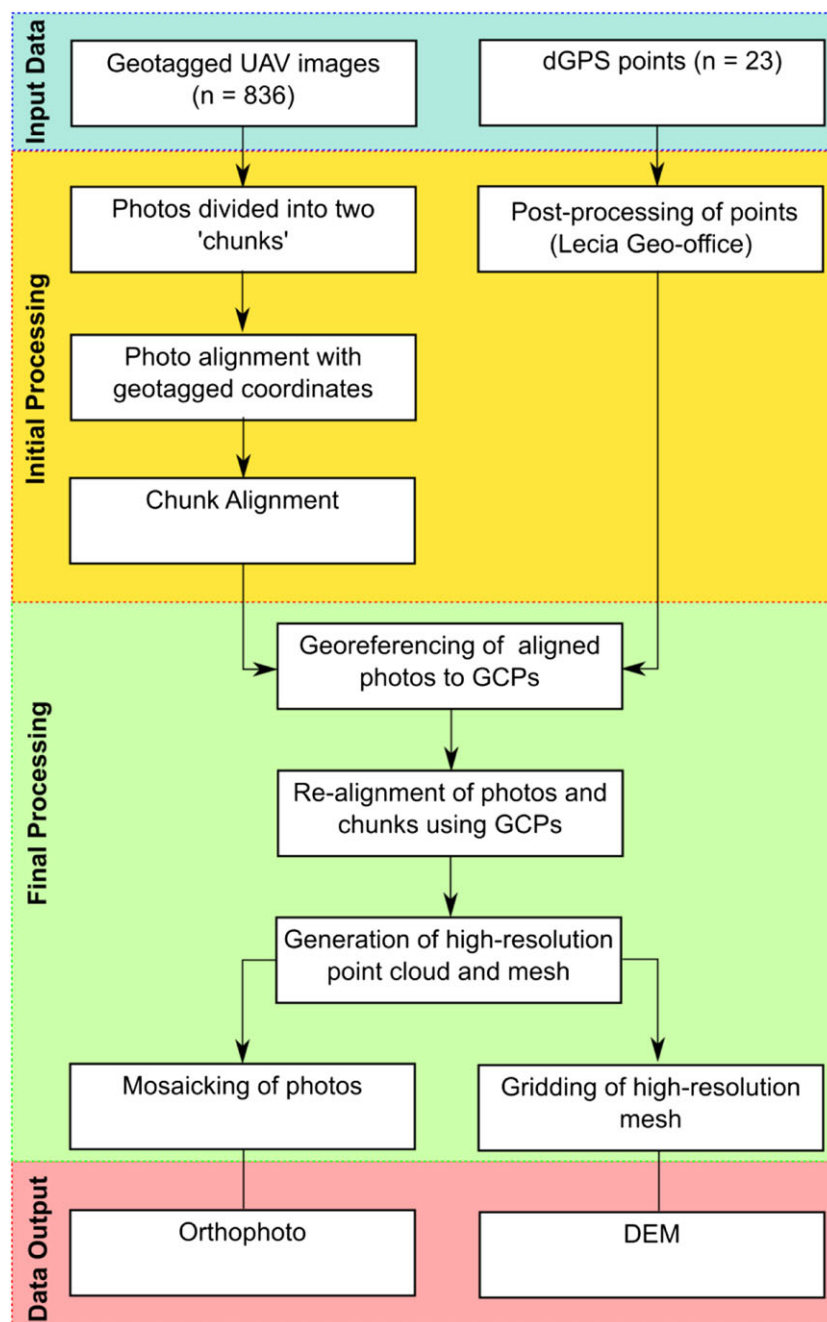 Input Data
Geotagged UAV images
(n = 836)
dGPS points (n = 23)
Initial Processing
Photos divided into two
'chunks'
Post-processing of points
(Lecia Geo-office)
Photo alignment with
geotagged coordinates
Chunk Alignment
Final Processing
Georeferencing of aligned
photos to GCPs
Re-alignment of photos and
chunks using GCPs
Generation of high-resolution
point cloud and mesh
Mosaicking of photos
Gridding of high-resolution
mesh
Data Output
Orthophoto
DEM